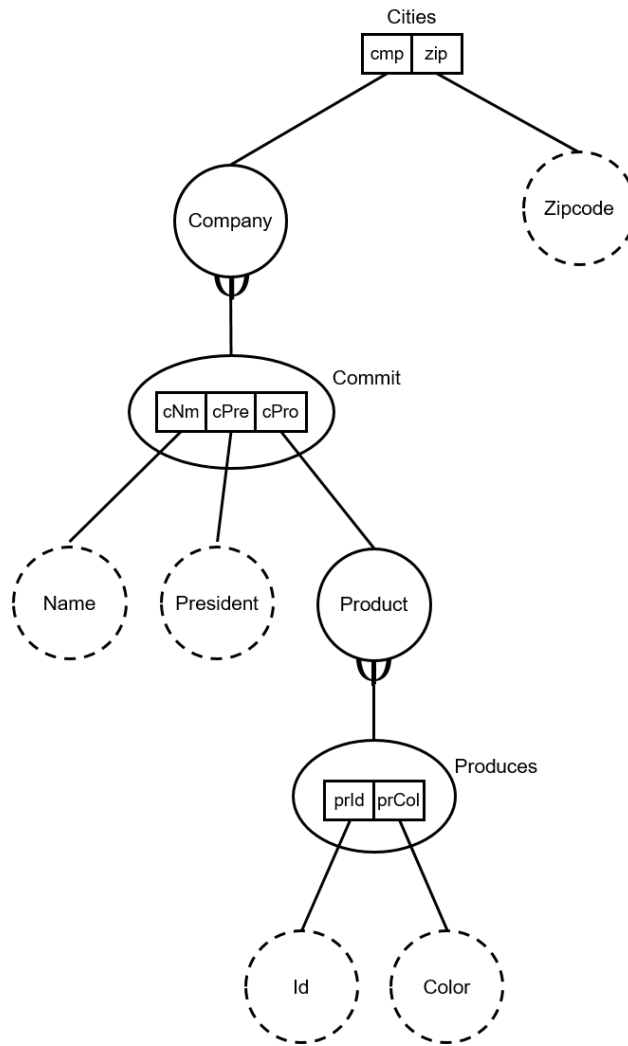 Cities
cmp zip
Company
Zipcode
Commit
cNm cPre cPro
Name
President
Product
Produces
prId prCol
Id
Color